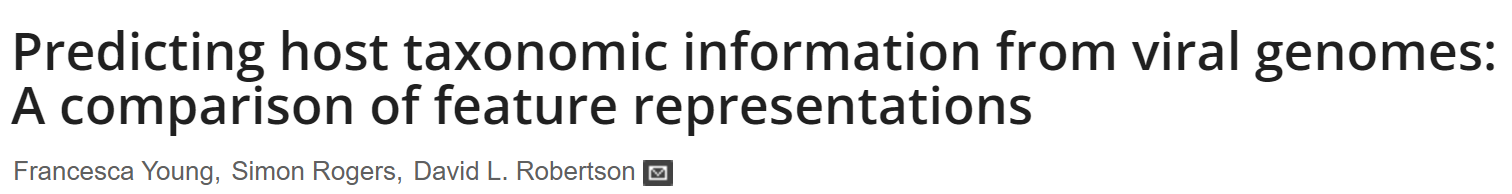 Predicting host taxonomic information from viral genomes:
A comparison of feature representations
Francesca Young, Simon Rogers, David L. Robertson